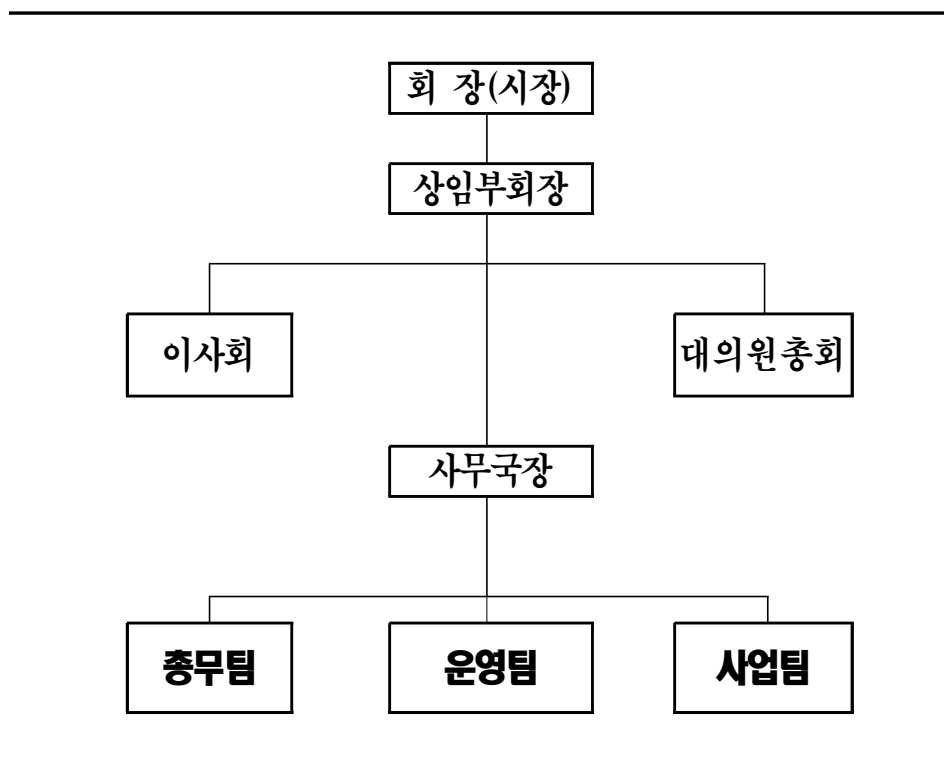 회 장(시장)
상임부회장
이사회
대의원총회
사무국장
총무팀
운영팀
사업팀